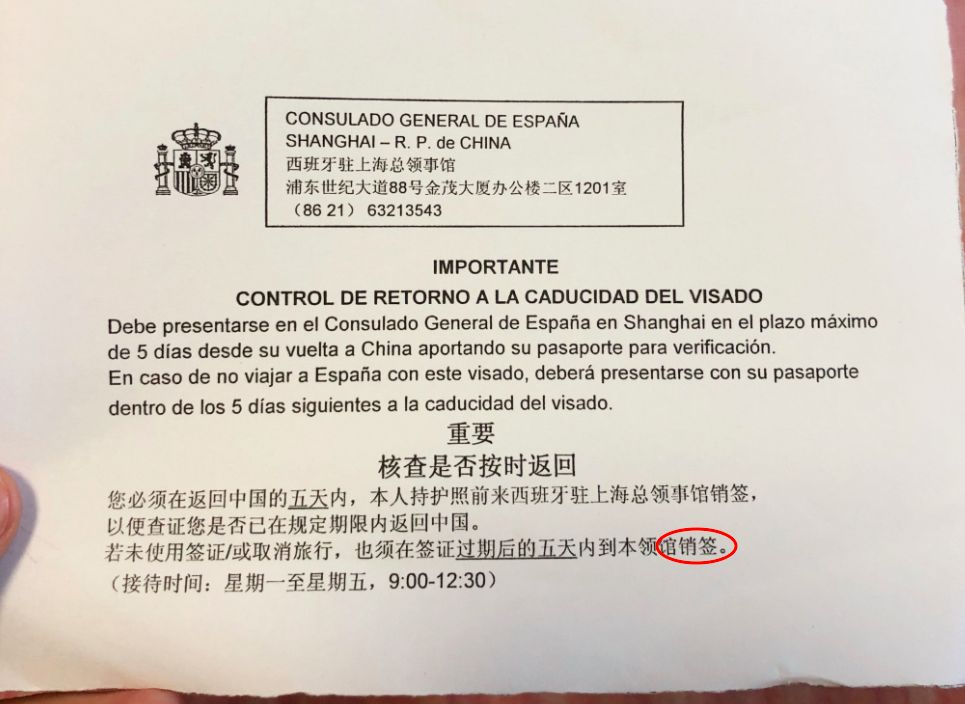 CONSULADO GENERAL DE ESPAÑA
SHANGHAI – R. P. de CHINA
西班牙驻上海总领事馆
浦东世纪大道88号金茂大厦办公楼二区1201室
（86 21） 63213543
IMPORTANTE
CONTROL DE RETORNO A LA CADUCIDAD DEL VISADO
Debe presentarse en el Consulado General de España en Shanghai en el plazo máximo
de 5 días desde su vuelta a China aportando su pasaporte para verificación.
En caso de no viajar a España con este visado, deberá presentarse con su pasaporte
dentro de los 5 días siguientes a la caducidad del visado.
重要
核查是否按时返回
您必须在返回中国的五天内，本人持护照前来西班牙驻上海总领事馆销签，
以便查证您是否已在规定期限内返回中国。
若未使用签证/或取消旅行，也须在签证过期后的五天内到本领馆销签。
（接待时间：星期一至星期五，9:00-12:30）